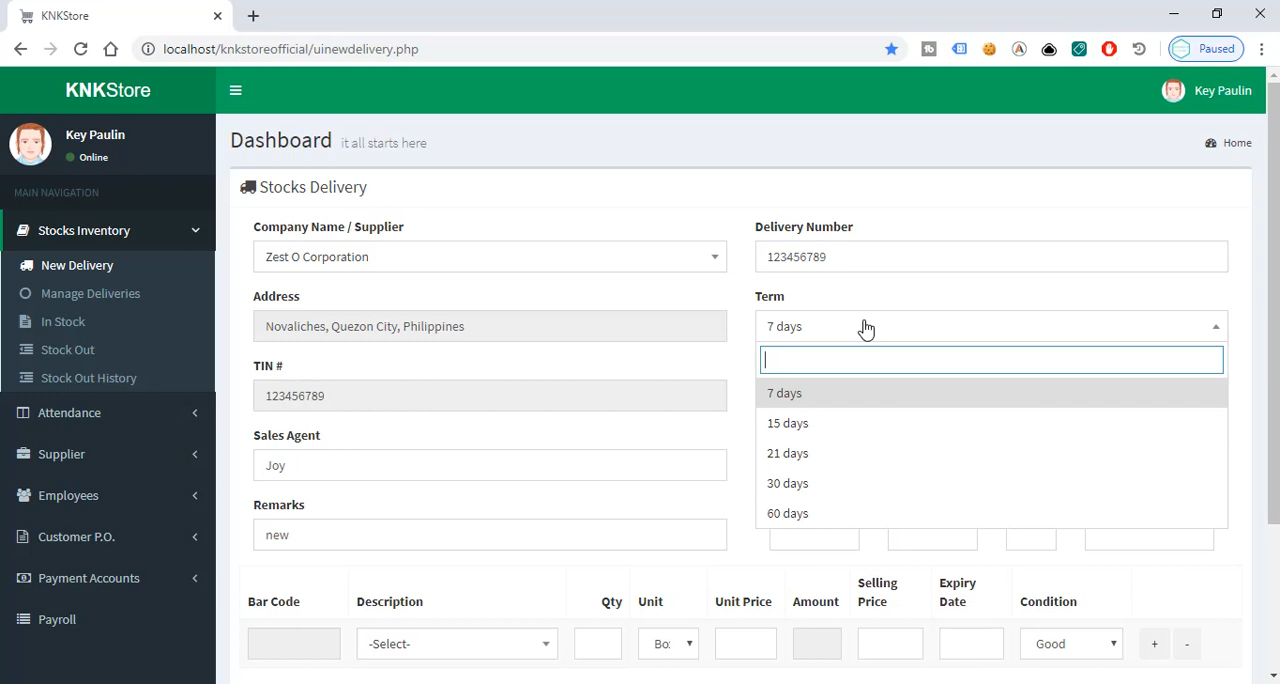 KNKStore
localhost/knkstoreofficial/uinewdelivery.php
Paused
KNKStore
Key Paulin
Key Paulin
Online
MAIN NAVIGATION
Stocks Inventory
New Delivery
Manage Deliveries
In Stock
Stock Out
Stock Out History
Attendance
Supplier
Employees
Customer P.O.
Payment Accounts
Payroll
Dashboard it all starts here
Home
Stocks Delivery
Company Name / Supplier
Zest O Corporation
Address
Novaliches, Quezon City, Philippines
TIN #
123456789
Sales Agent
Joy
Remarks
new
Delivery Number
123456789
Term
7 days
7 days
15 days
21 days
30 days
60 days
Bar Code Description Qty Unit Unit Price Amount Selling Price Expiry Date Condition
-Select- Bo: Good + -